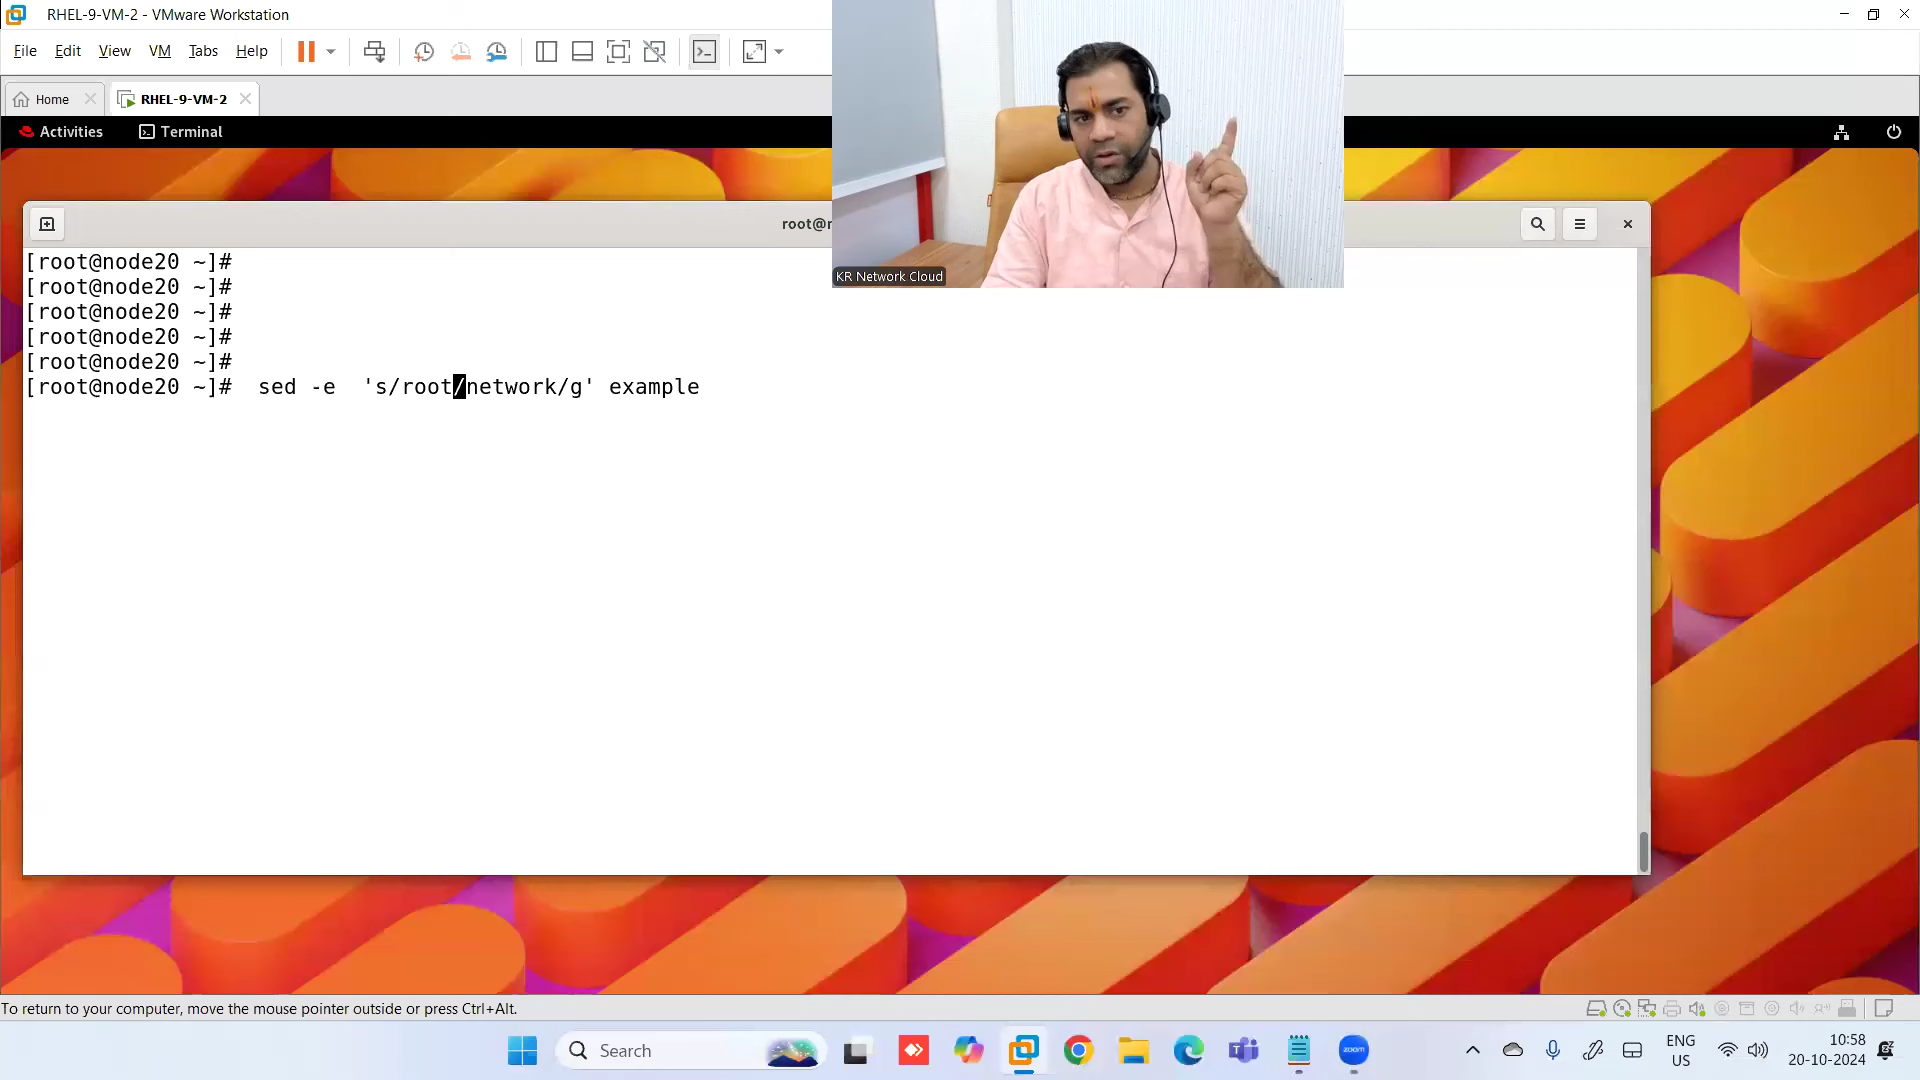 RHEL-9-VM-2 - VMware Workstation
File Edit View VM Tabs Help
Home RHEL-9-VM-2
Activities Terminal
root@r
KR Network Cloud
[root@node20 ~]#
[root@node20 ~]#
[root@node20 ~]#
[root@node20 ~]#
[root@node20 ~]#
[root@node20 ~]#  sed -e  's/root/network/g' example
To return to your computer, move the mouse pointer outside or press Ctrl+Alt.
Search
zoom
ENG
US
10:58
20-10-2024